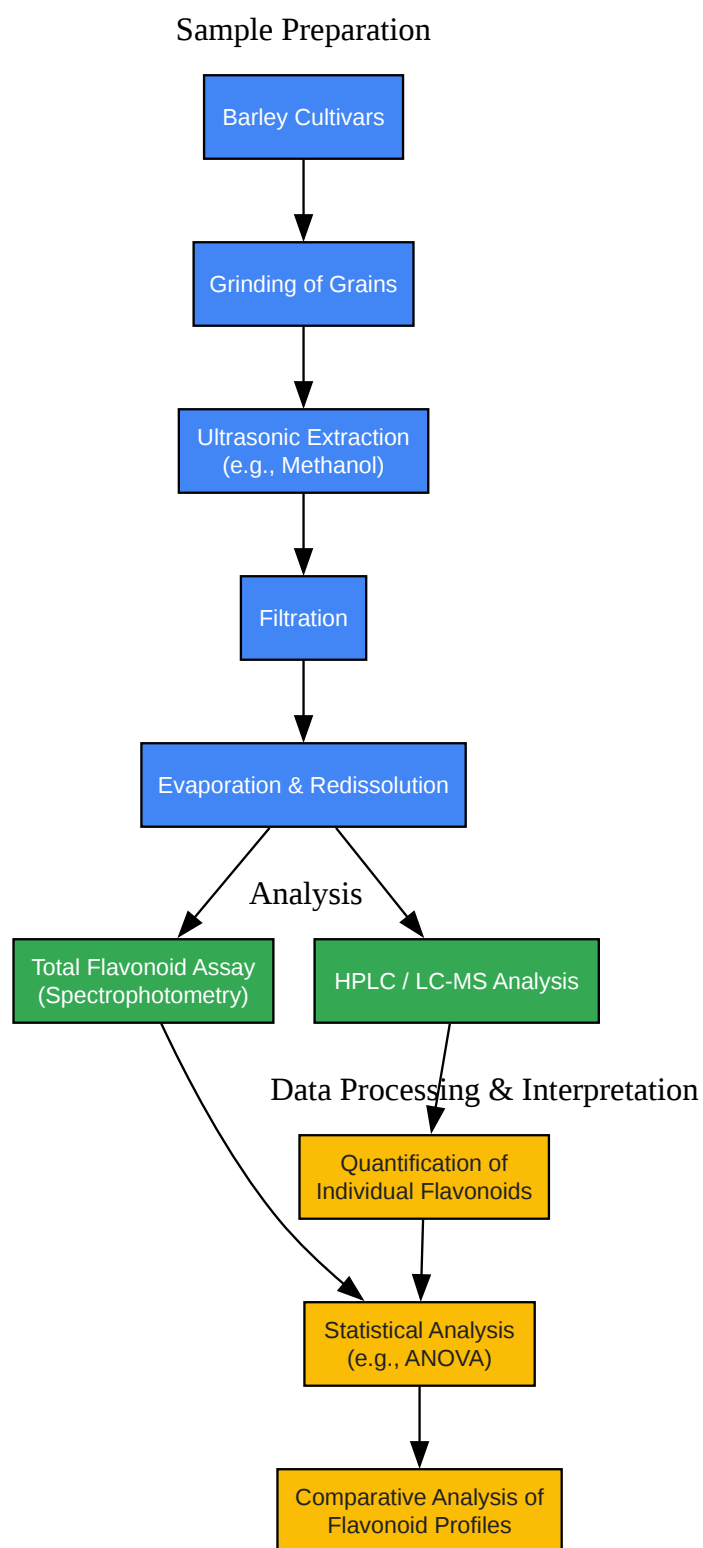 Sample Preparation
Barley Cultivars
Grinding of Grains
Ultrasonic Extraction
(e.g., Methanol)
Filtration
Evaporation & Redissolution
Analysis
Total Flavonoid Assay
(Spectrophotometry)
HPLC / LC-MS Analysis
Data Processing & Interpretation
Quantification of
Individual Flavonoids
Statistical Analysis
(e.g., ANOVA)
Comparative Analysis of
Flavonoid Profiles